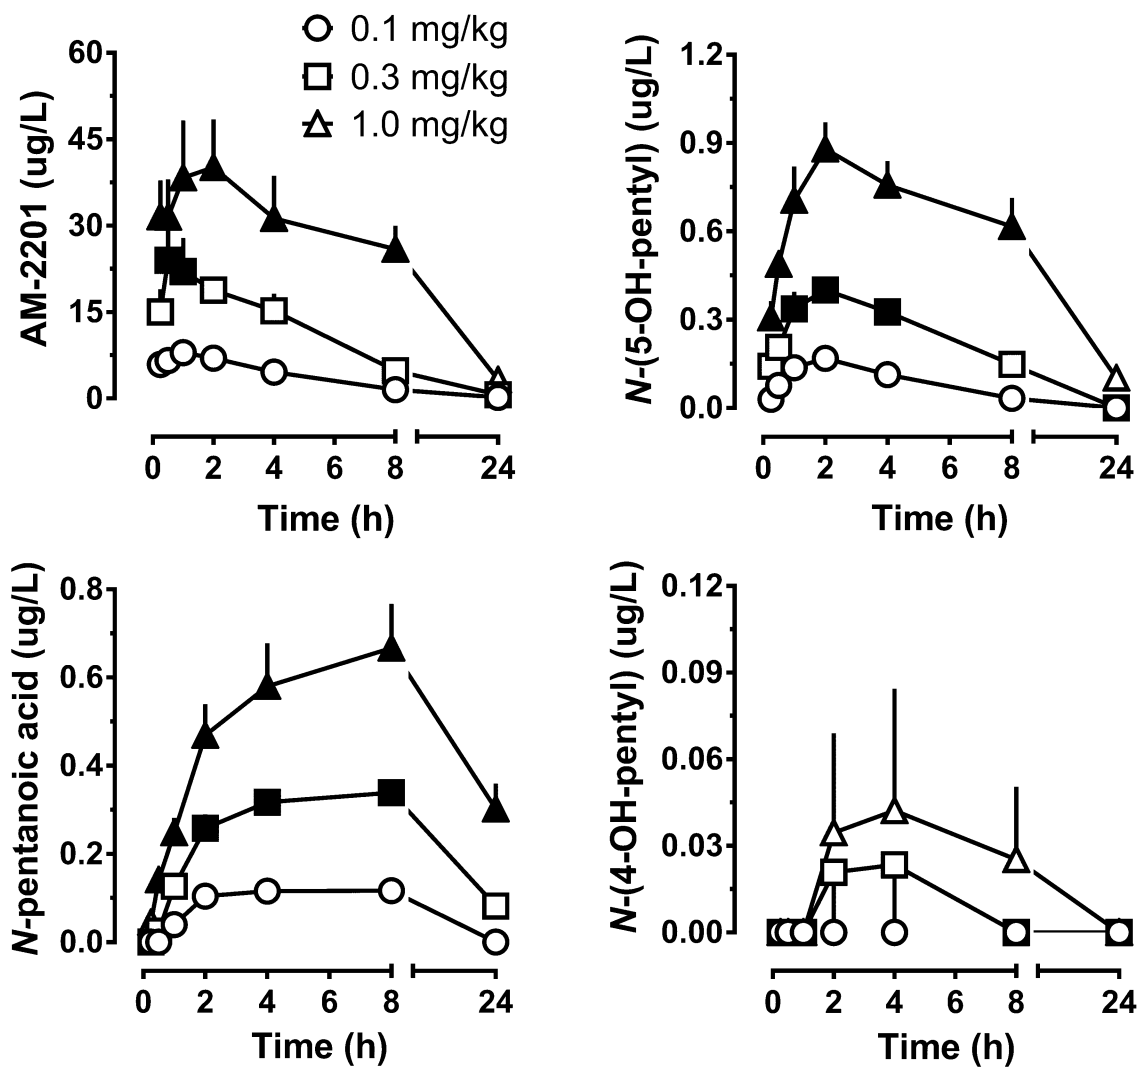 0.1 mg/kg
0.3 mg/kg
1.0 mg/kg
AM-2201 (ug/L)
60
45
30
15
0
0 2 4 6 8 24
Time (h)
N-(5-OH-pentyl) (ug/L)
1.2
0.9
0.6
0.3
0.0
0 2 4 6 8 24
Time (h)
N-pentanoic acid (ug/L)
0.8
0.6
0.4
0.2
0.0
0 2 4 6 8 24
Time (h)
N-(4-OH-pentyl) (ug/L)
0.12
0.09
0.06
0.03
0.00
0 2 4 6 8 24
Time (h)